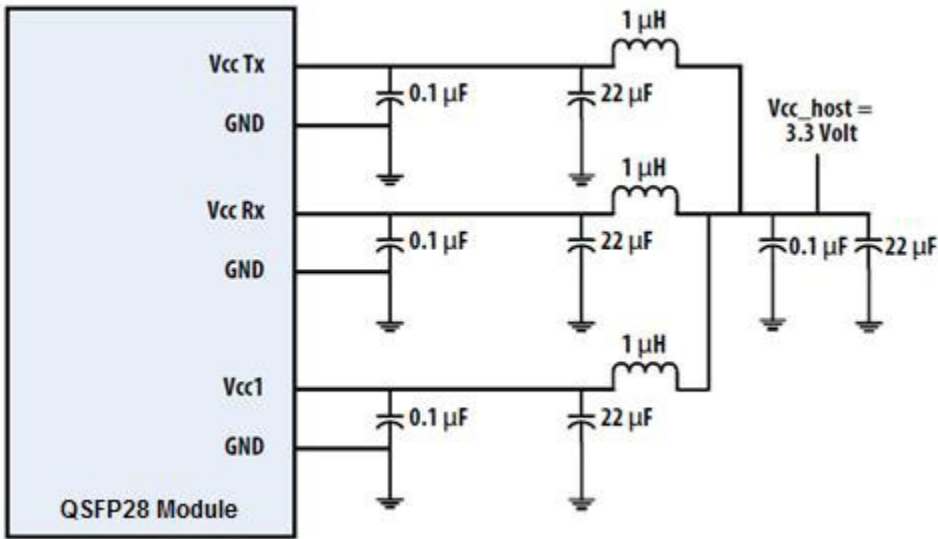 1 μH
Vcc Tx
0.1 μF
22 μF
GND
Vcc_host =
3.3 Volt
1 μH
Vcc Rx
0.1 μF
22 μF
0.1 μF
22 μF
GND
1 μH
Vcc1
0.1 μF
22 μF
GND
QSFP28 Module